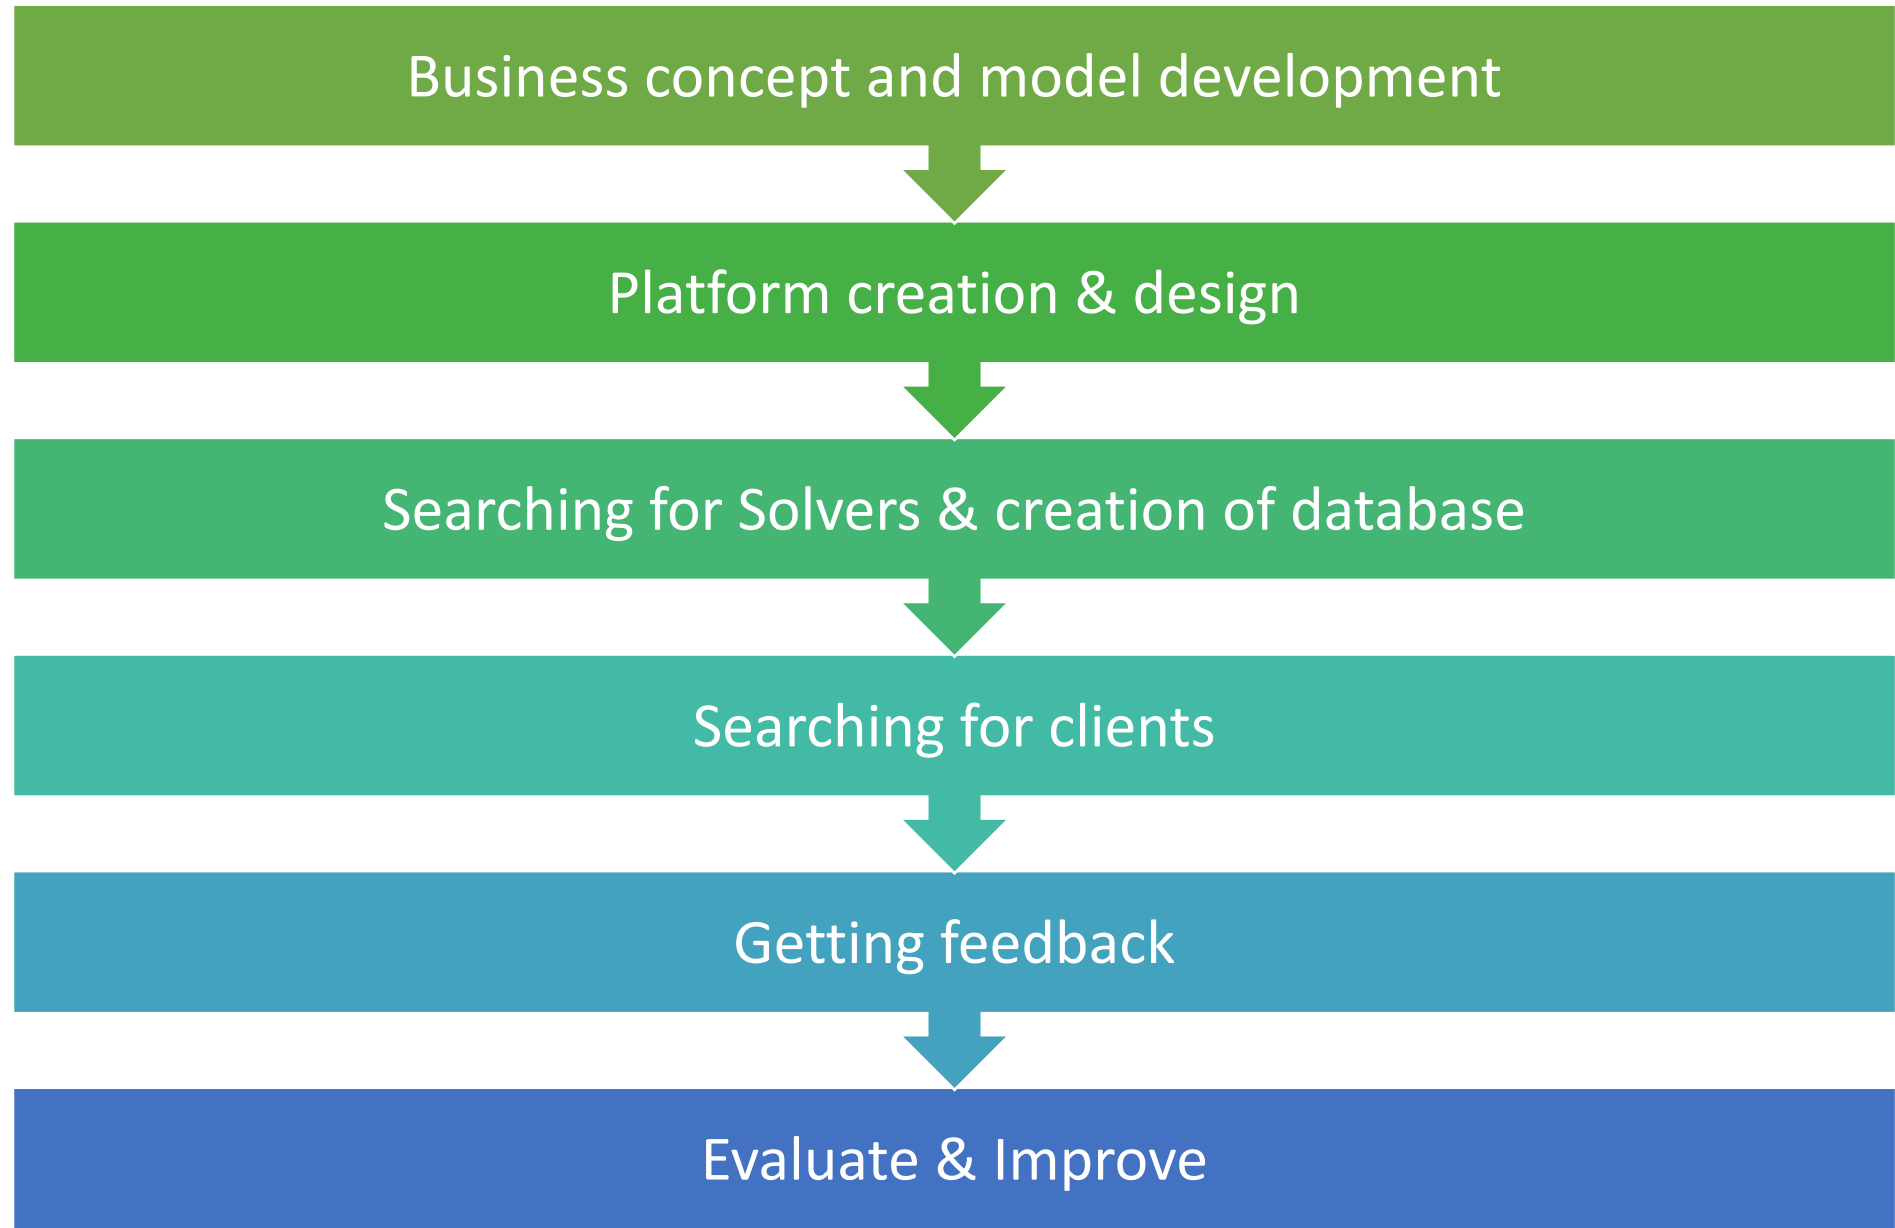 Business concept and model development
Platform creation & design
Searching for Solvers & creation of database
Searching for clients
Getting feedback
Evaluate & Improve